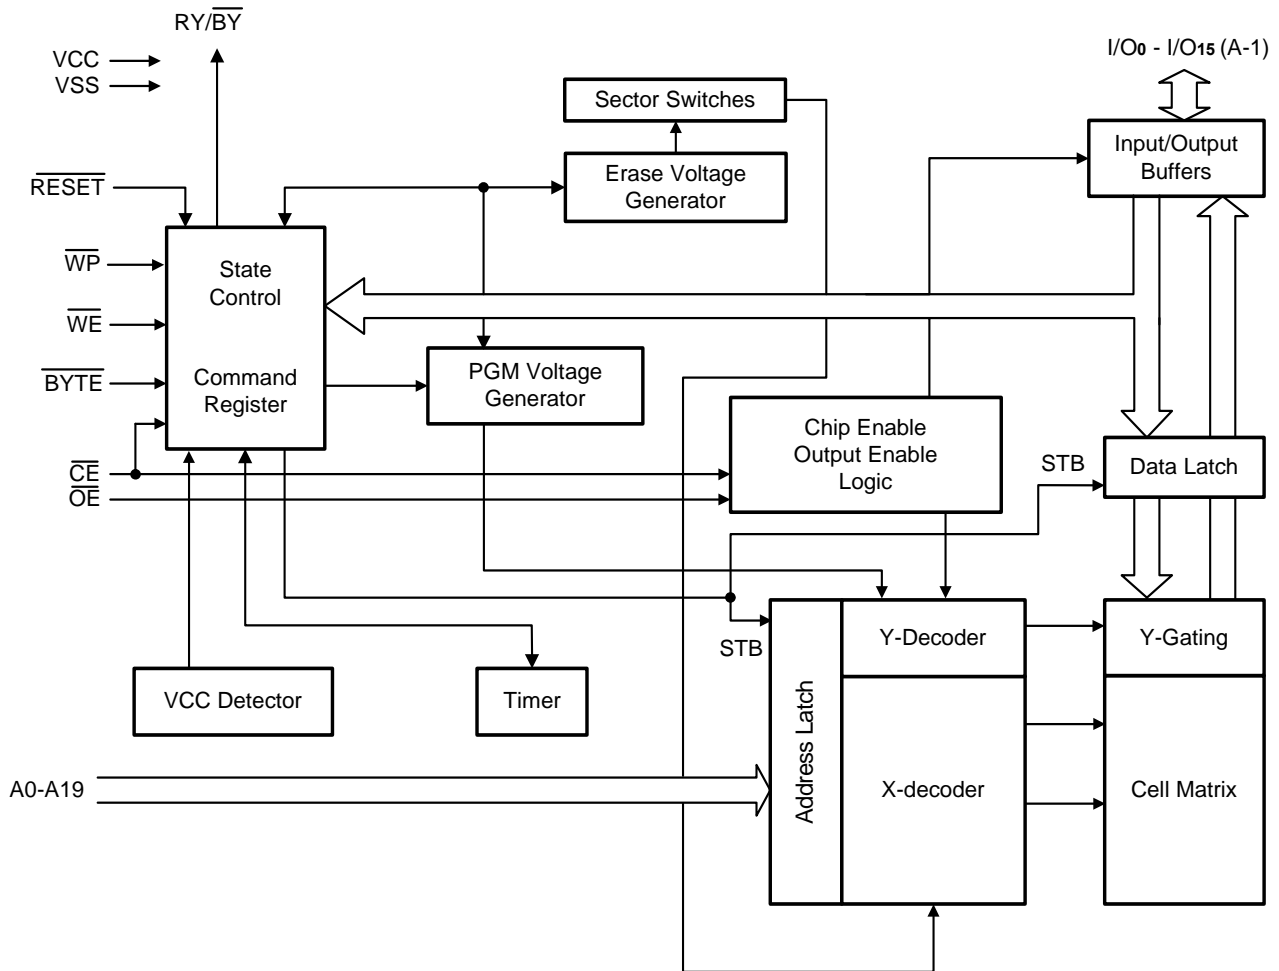 RY/BY
VCC
VSS
I/O0 - I/O15 (A-1)
Sector Switches
Input/Output
Buffers
Erase Voltage
Generator
RESET
WP
State
Control
WE
BYTE
Command
Register
PGM Voltage
Generator
Chip Enable
Output Enable
Logic
CE
OE
STB
Data Latch
STB
Y-Decoder
Y-Gating
VCC Detector
Timer
Address Latch
A0-A19
X-decoder
Cell Matrix